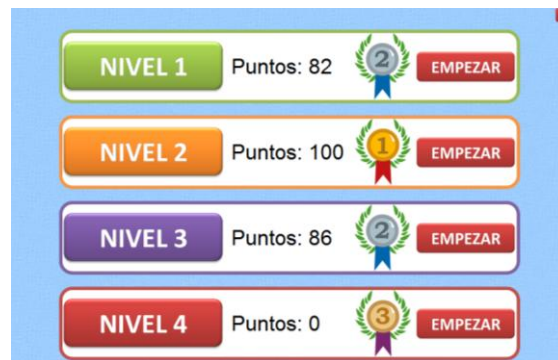 NIVEL 1 Puntos: 82 2 EMPEZAR
NIVEL 2 Puntos: 100 1 EMPEZAR
NIVEL 3 Puntos: 86 2 EMPEZAR
NIVEL 4 Puntos: 0 3 EMPEZAR